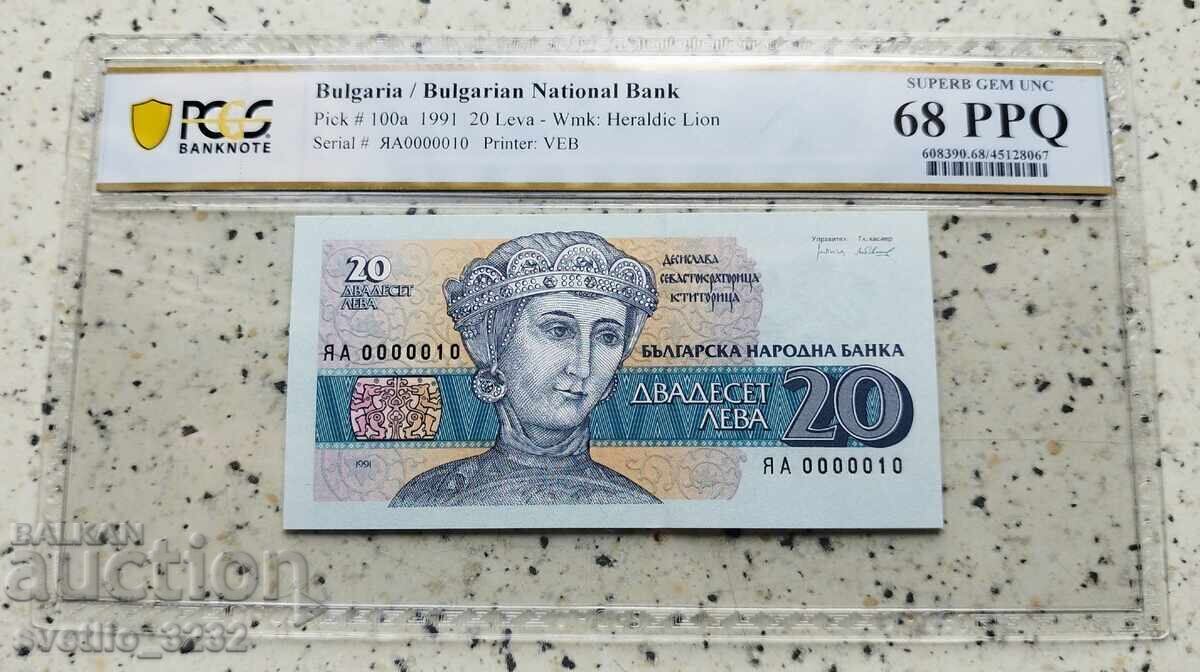 PCGS
BANKNOTE
Bulgaria / Bulgarian National Bank
Pick # 100a 1991 20 Leva - Wmk: Heraldic Lion
Serial # ЯА0000010 Printer: VEB
SUPERB GEM UNC
68 PPQ
608390.68/45128067
20
ДВАДЕСЕТ
ЛЕВА
ЯА 0000010
1991
ДЕСИСЛАВА
СЕВАСТОКРАТОРИЦА
КТИТОРИЦА
Управител: Гл. касиер
БЪЛГАРСКА НАРОДНА БАНКА
ДВАДЕСЕТ
ЛЕВА
20
ЯА 0000010
BALKAN
auction
svetlio_3232